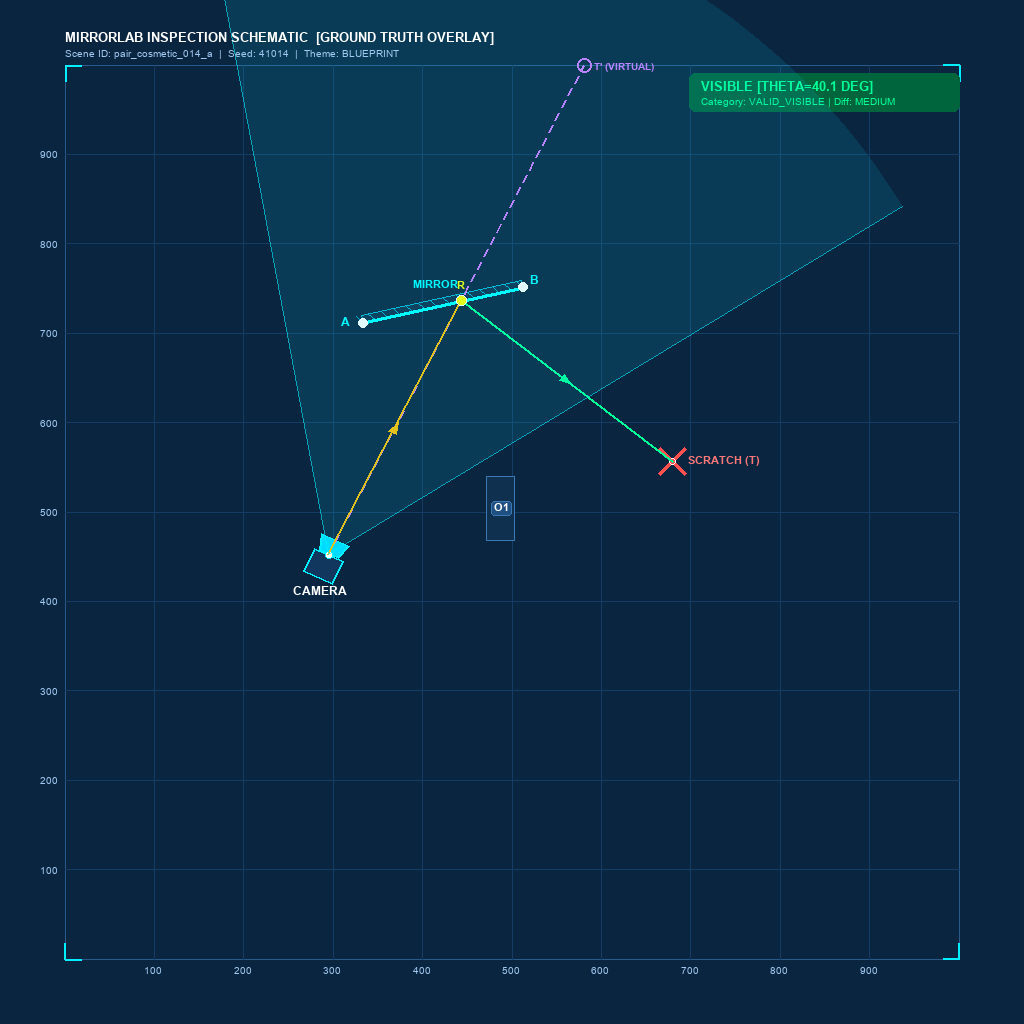 MIRRORLAB INSPECTION SCHEMATIC [GROUND TRUTH OVERLAY]
Scene ID: pair_cosmetic_014_a | Seed: 41014 | Theme: BLUEPRINT
T' (VIRTUAL)
VISIBLE [THETA=40.1 DEG]
Category: VALID_VISIBLE | Diff: MEDIUM
900
800
MIRROR
R
B
A
700
600
SCRATCH (T)
500
O1
CAMERA
400
300
200
100
100 200 300 400 500 600 700 800 900